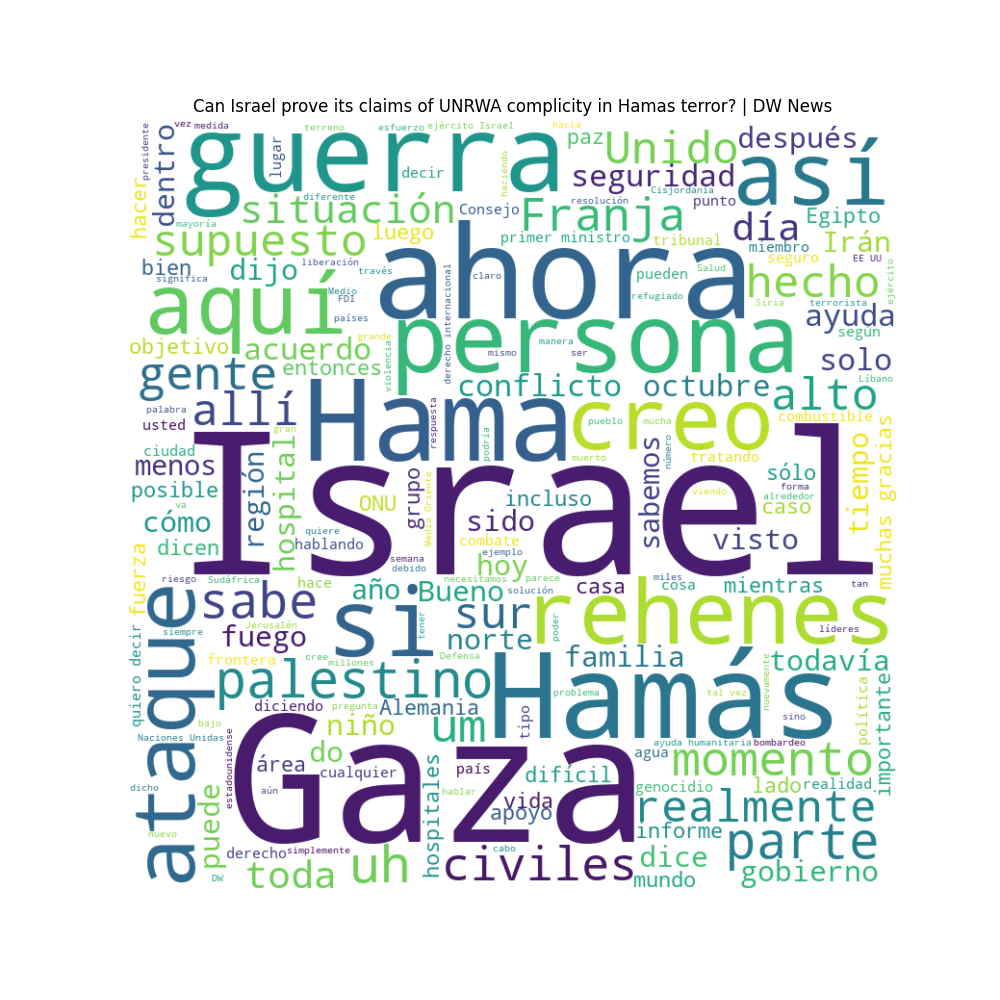 Can Israel prove its claims of UNRWA complicity in Hamas terror? | DW News
presidente
vez
medida
terreno
esfuerzo
ejército Israel
hacia
guerra
paz
Unido
después
así
dentro
lugar
decir
haciendo
seguridad
Cisjordania
punto
hacer
diferente
resolución
mayoría
situación
Consejo
Franja
día
Egipto
supuesto
luego
primer ministro
tribunal
miembro
Irán
ahora
bien
significa
dijo
liberación
través
claro
pueden
Salud
seguro
EE UU
hecho
ejército
aquí
Medio
FDI
países
derecho internacional
refugiado
Siria
terrorista
ayuda
objetivo
acuerdo
grande
persona
manera
según
entonces
violencia
mismo
ser
solo
gente
conflicto
octubre
alto
Líbano
palabra
allí
Hama
respuesta
creo
pueblo
mucha
combustible
usted
gran
podría
ciudad
menos
región
hospital
Israel
muerto
sabemos
número
tratando
tiempo
muchas gracias
sólo
forma
posible
va
ONU
grupo
Medio Oriente
incluso
viendo
alrededor
caso
cómo
quiere
hablando
sido
combate
visto
dicen
semana
debido
ejemplo
hoy
fuerza
riesgo
Sudáfrica
hace
año
necesitamos
parece
solución
casa
miles
cosa
mientras
tan
ataque
sabe
si
Bueno
sur
rehenes
siempre
fuego
Jerusalén
tener
norte
poder
líderes
quiero decir
frontera
cree
millones
Defensa
familia
todavía
palestino
Hamás
problema
tal vez
nuevamente
política
importante
diciendo
pregunta
Alemania
tipo
sino
bajo
Gaza
niño
um
Naciones Unidas
estadounidense
do
agua
ayuda humanitaria
bombardeo
momento
área
cualquier
país
difícil
dicho
aún
hospitales
hablar
vida
genocidio
lado
realidad
puede
apoyo
realmente
nuevo
informe
parte
derecho
simplemente
cabo
DW
toda
uh
civiles
dice
mundo
gobierno